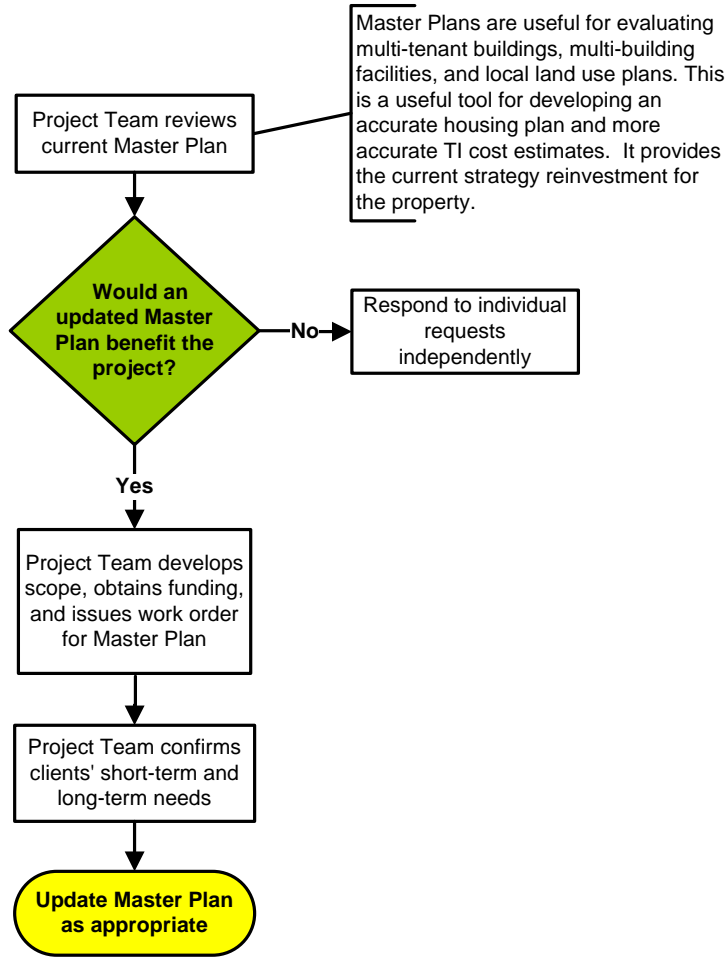 Master Plans are useful for evaluating
multi-tenant buildings, multi-building
facilities, and local land use plans. This
is a useful tool for developing an
accurate housing plan and more
accurate TI cost estimates.  It provides
the current strategy reinvestment for
the property.
Project Team reviews
current Master Plan
Would an
updated Master
Plan benefit the
project?
No
Respond to individual
requests
independently
Yes
Project Team develops
scope, obtains funding,
and issues work order
for Master Plan
Project Team confirms
clients' short-term and
long-term needs
Update Master Plan
as appropriate